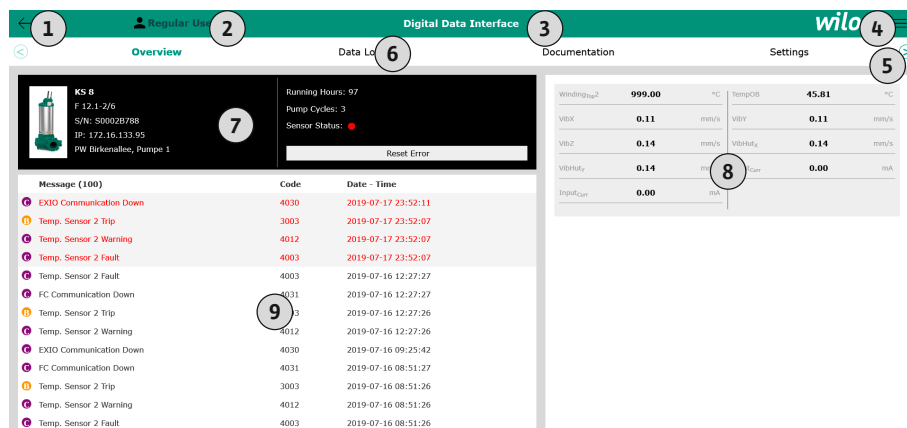 1 Regular Use 2 Digital Data Interface 3 wilo 4
< Overview Data Lo 6 Documentation Settings 5
KS 8
F 12.1-2/6
S/N: S0002B788
IP: 172.16.133.95
PW Birkenallee, Pumpe 1
Running Hours: 97
Pump Cycles: 3
Sensor Status:
Reset Error
7
WindingTop2 999.00 °C TempOB 45.81 °C
VibX 0.11 mm/s VibY 0.11 mm/s
VibZ 0.14 mm/s VibHutX 0.14 mm/s
VibHutY 0.14 Curr 0.00 mA
InputCurr 0.00 mA
8
Message (100) Code Date - Time
C EXIO Communication Down 4030 2019-07-17 23:52:11
B Temp. Sensor 2 Trip 3003 2019-07-17 23:52:07
C Temp. Sensor 2 Warning 4012 2019-07-17 23:52:07
C Temp. Sensor 2 Fault 4003 2019-07-17 23:52:07
C Temp. Sensor 2 Fault 4003 2019-07-16 12:27:27
C FC Communication Down 4031 2019-07-16 12:27:27
B Temp. Sensor 2 Trip 9 03 2019-07-16 12:27:26
C Temp. Sensor 2 Warning 4012 2019-07-16 12:27:26
C EXIO Communication Down 4030 2019-07-16 09:25:42
C FC Communication Down 4031 2019-07-16 08:51:27
B Temp. Sensor 2 Trip 3003 2019-07-16 08:51:26
C Temp. Sensor 2 Warning 4012 2019-07-16 08:51:26
C Temp. Sensor 2 Fault 4003 2019-07-16 08:51:26